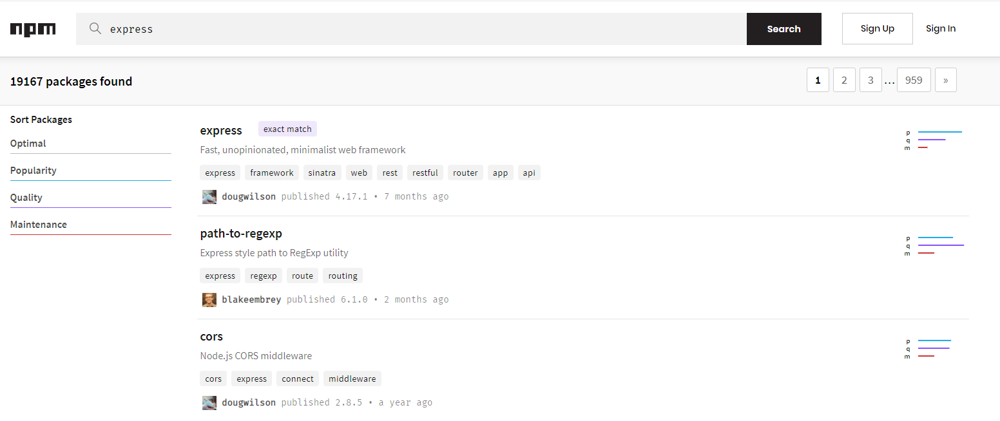 npm express Search Sign Up Sign In
19167 packages found 1 2 3 ... 959 »
Sort Packages
Optimal
Popularity
Quality
Maintenance
express exact match
Fast, unopinionated, minimalist web framework
express framework sinatra web rest restful router app api
dougwilson published 4.17.1 • 7 months ago
p
q
m
path-to-regexp
Express style path to RegExp utility
express regexp route routing
blakeembrey published 6.1.0 • 2 months ago
p
q
m
cors
Node.js CORS middleware
cors express connect middleware
dougwilson published 2.8.5 • a year ago
p
q
m